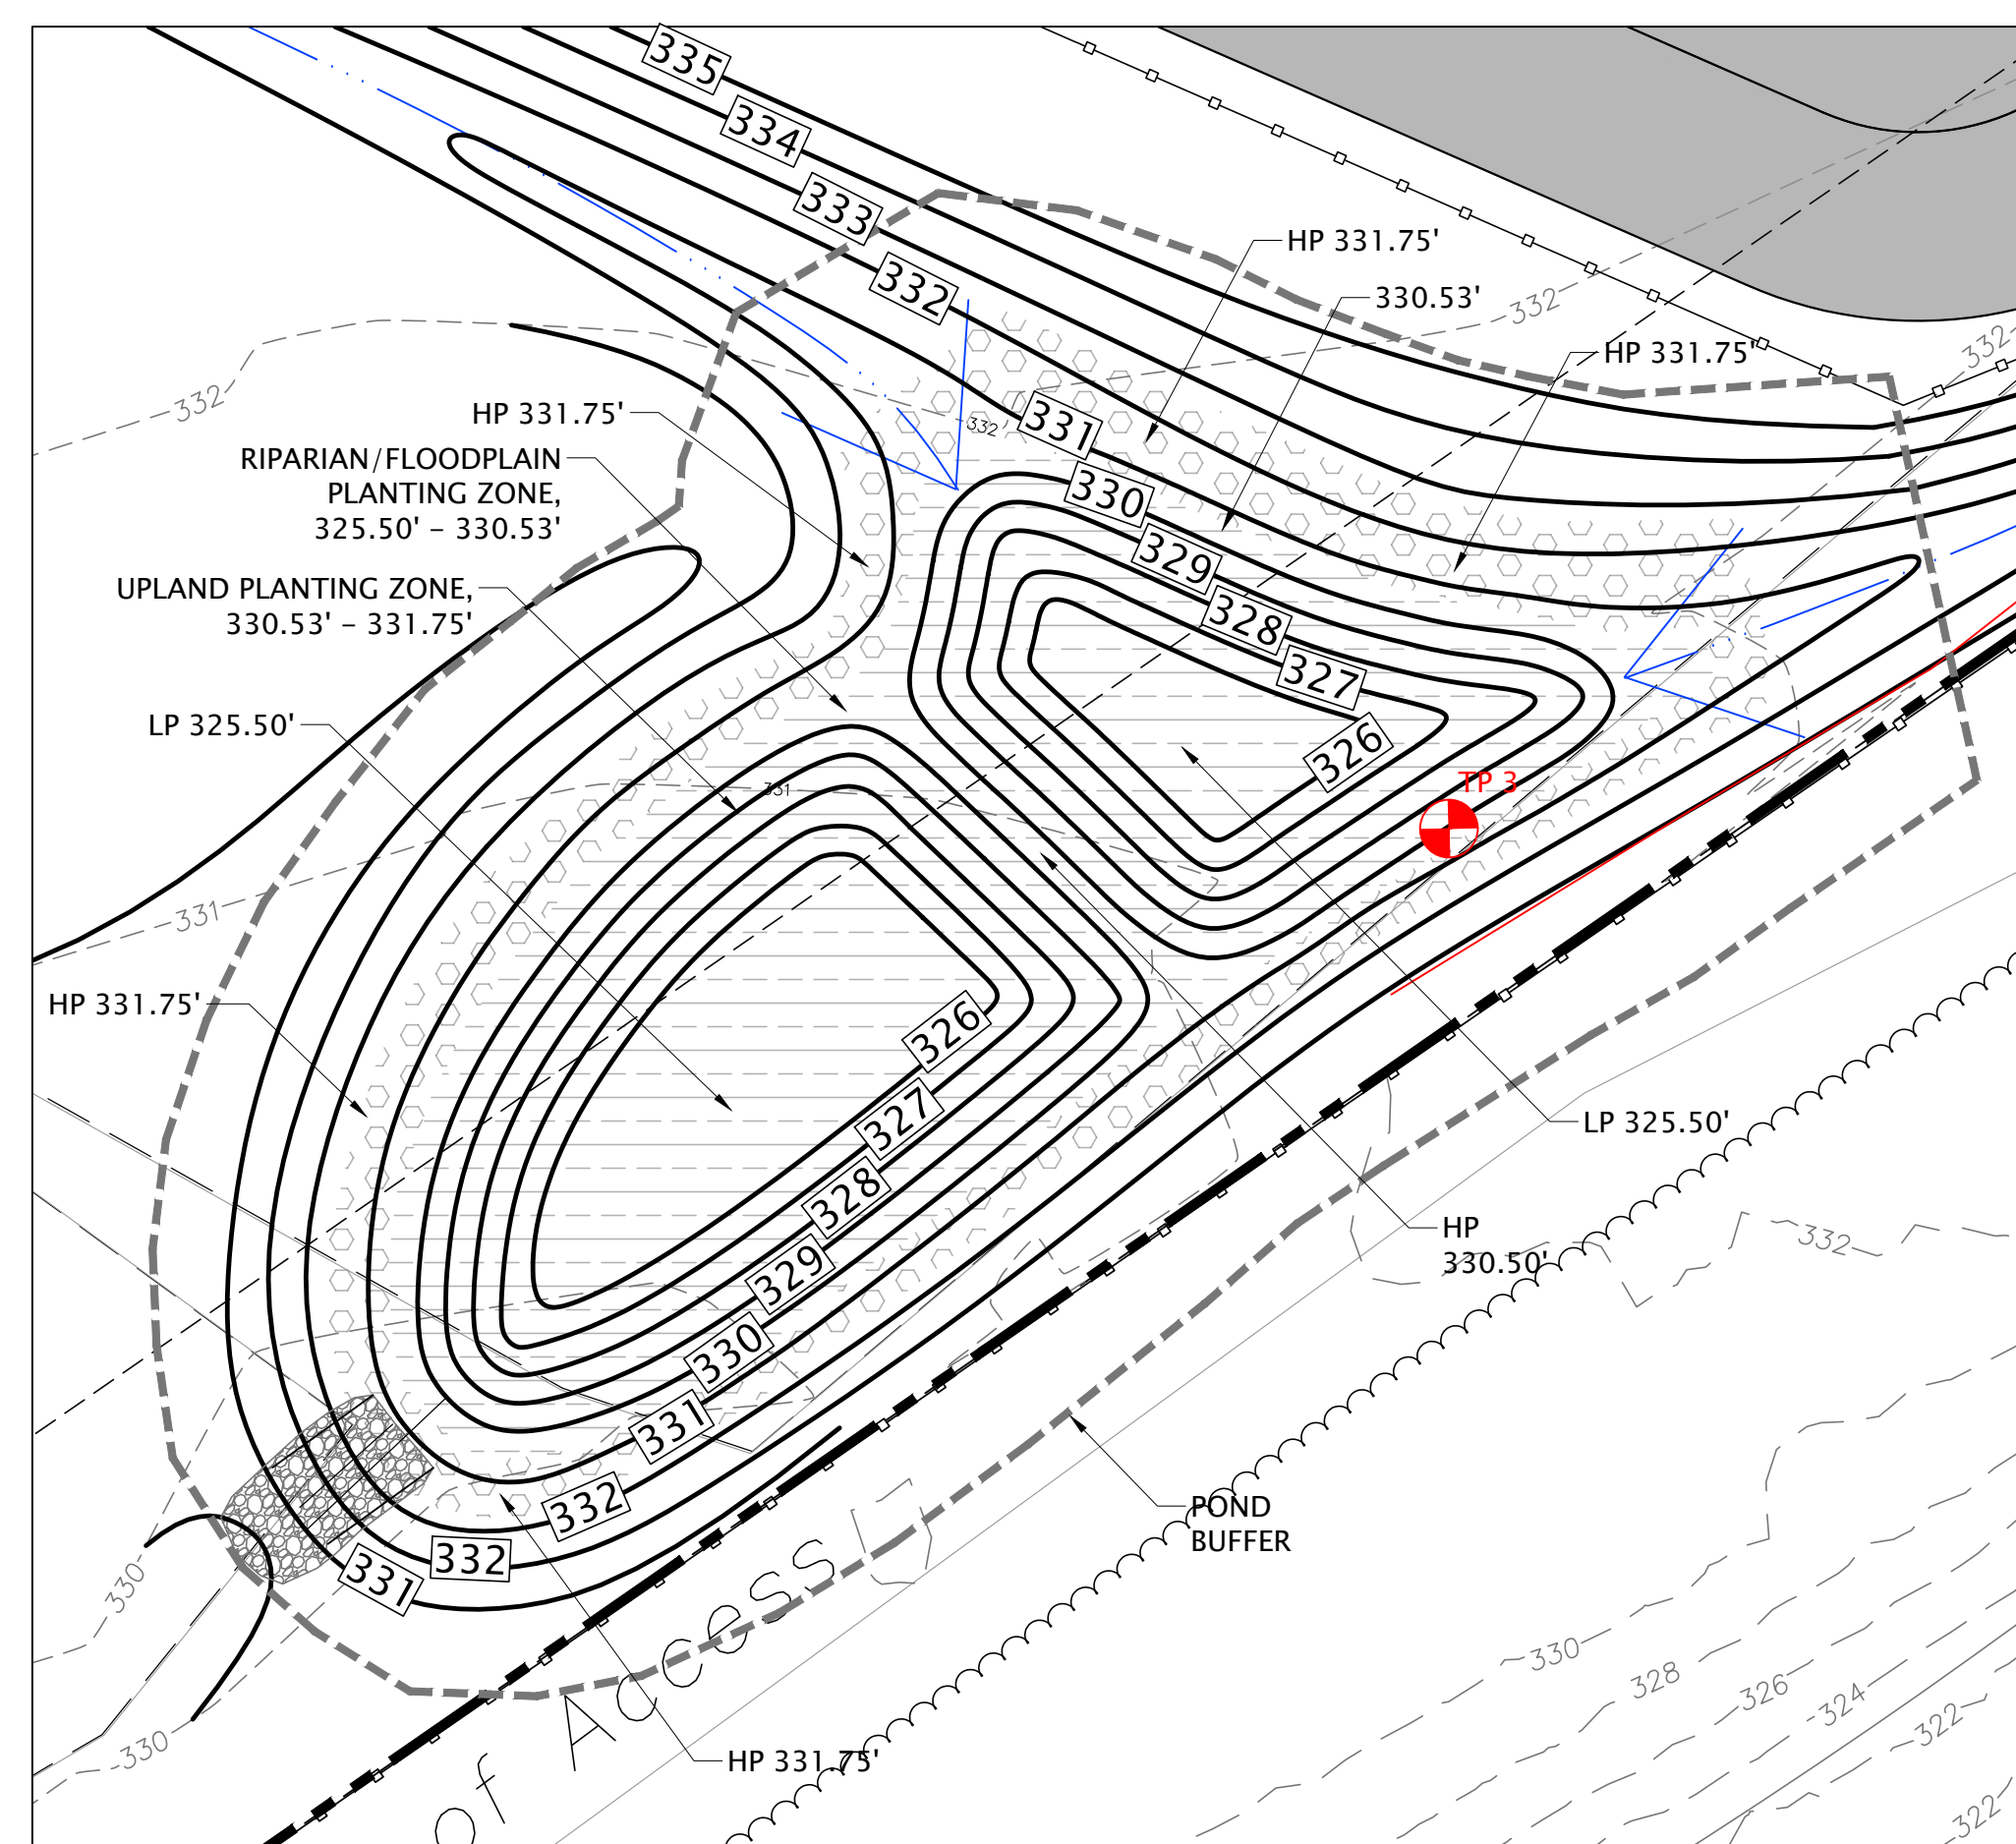 335
334
333
332
HP 331.75'
330.53'
332
HP 331.75'
332
332
HP 331.75'
331
332
RIPARIAN/FLOODPLAIN
PLANTING ZONE,
325.50' – 330.53'
330
329
UPLAND PLANTING ZONE,
330.53' – 331.75'
328
327
LP 325.50'
326
TP 3
331
331
HP 331.75'
326
327
LP 325.50'
328
HP
330.50'
332
329
330
331
332
POND
BUFFER
332
331
330
of Access
330
328
326
324
322
330
HP 331.75'
322